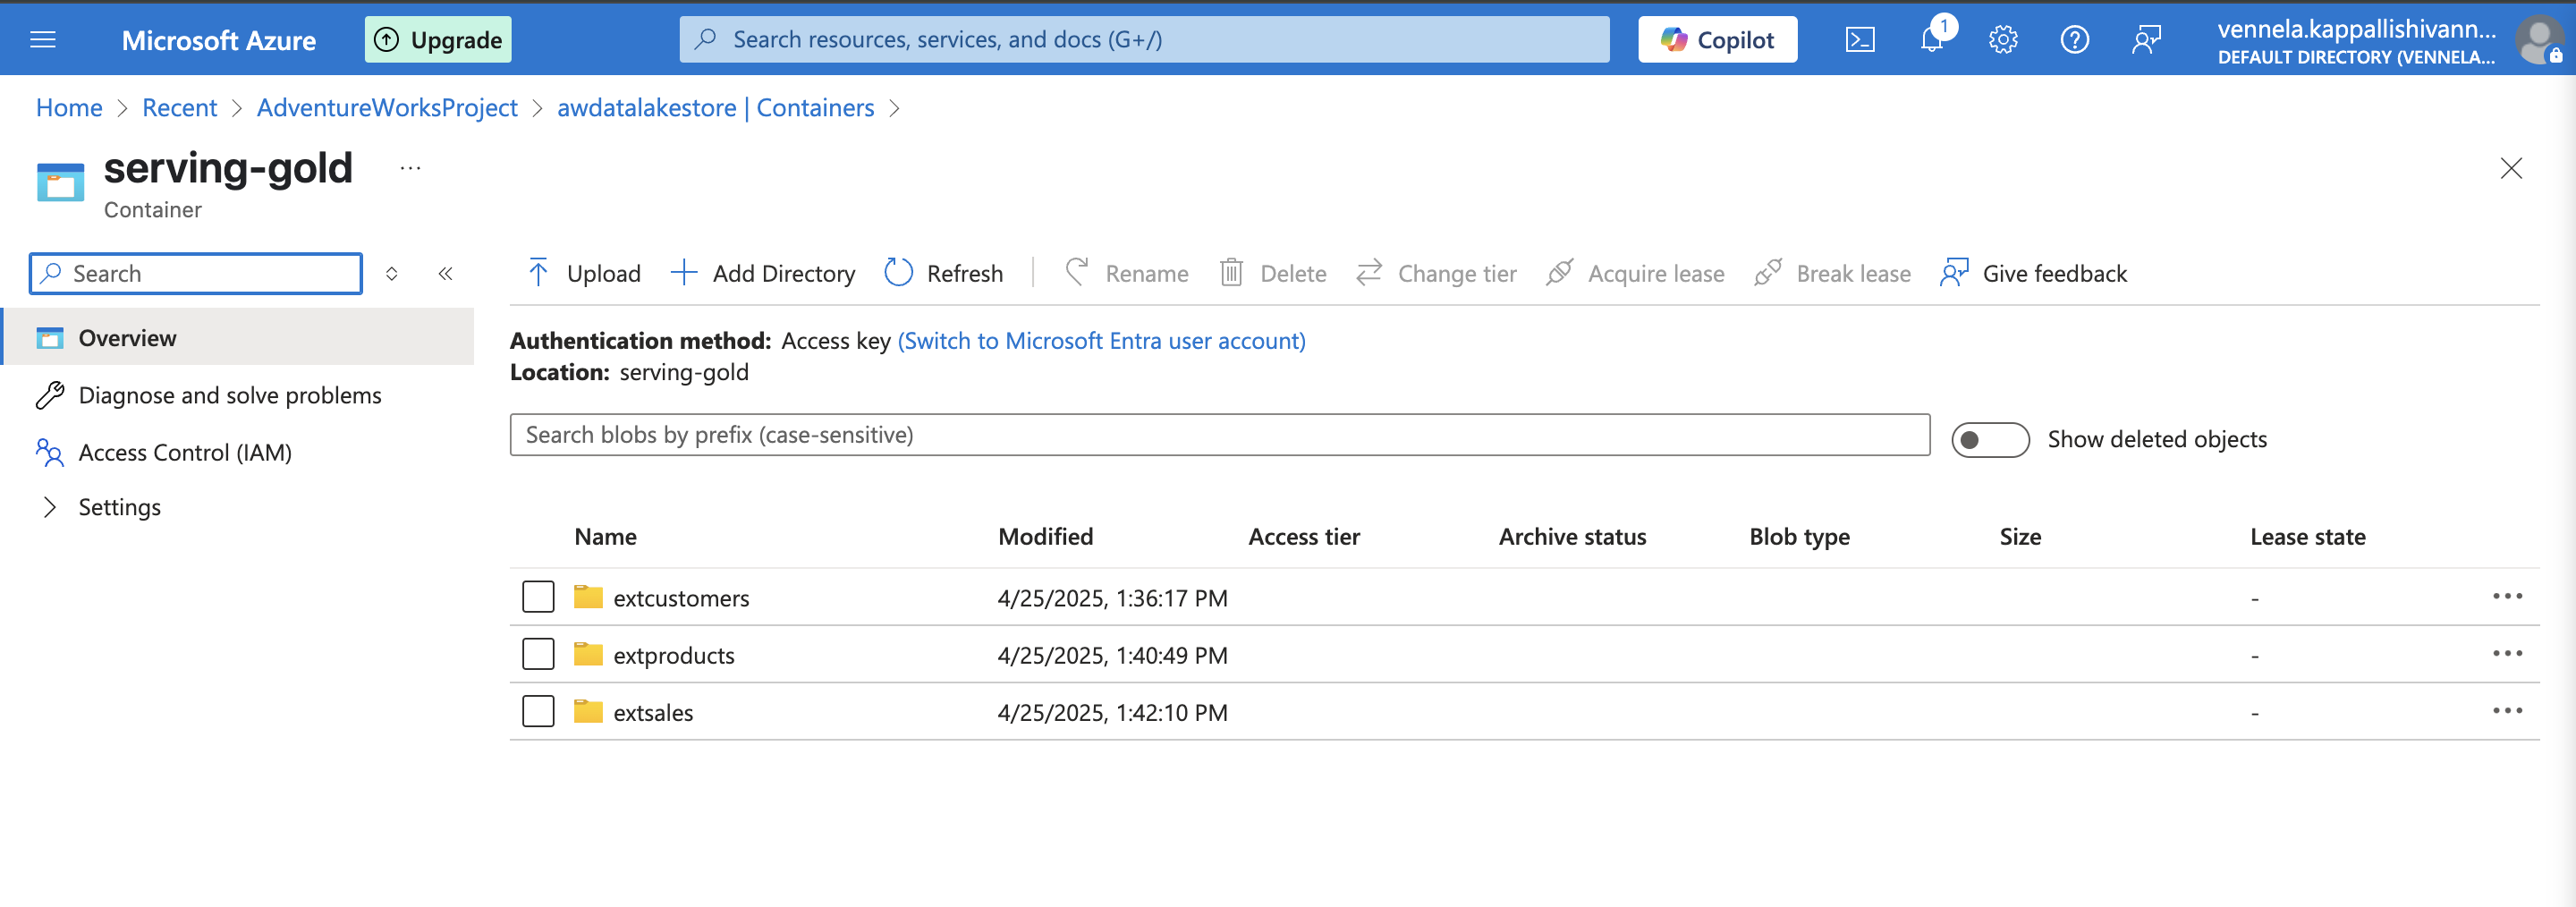 Microsoft Azure
Upgrade
Search resources, services, and docs (G+/)
Copilot
1
vennela.kappallishivann...
DEFAULT DIRECTORY (VENNELA...
Home > Recent > AdventureWorksProject > awdatalakestore | Containers >
serving-gold ...
Container
Search
Upload
Add Directory
Refresh
Rename
Delete
Change tier
Acquire lease
Break lease
Give feedback
Overview
Diagnose and solve problems
Access Control (IAM)
Settings
Authentication method: Access key (Switch to Microsoft Entra user account)
Location: serving-gold
Search blobs by prefix (case-sensitive)
Show deleted objects
Name Modified Access tier Archive status Blob type Size Lease state
extcustomers 4/25/2025, 1:36:17 PM - ...
extproducts 4/25/2025, 1:40:49 PM - ...
extsales 4/25/2025, 1:42:10 PM - ...